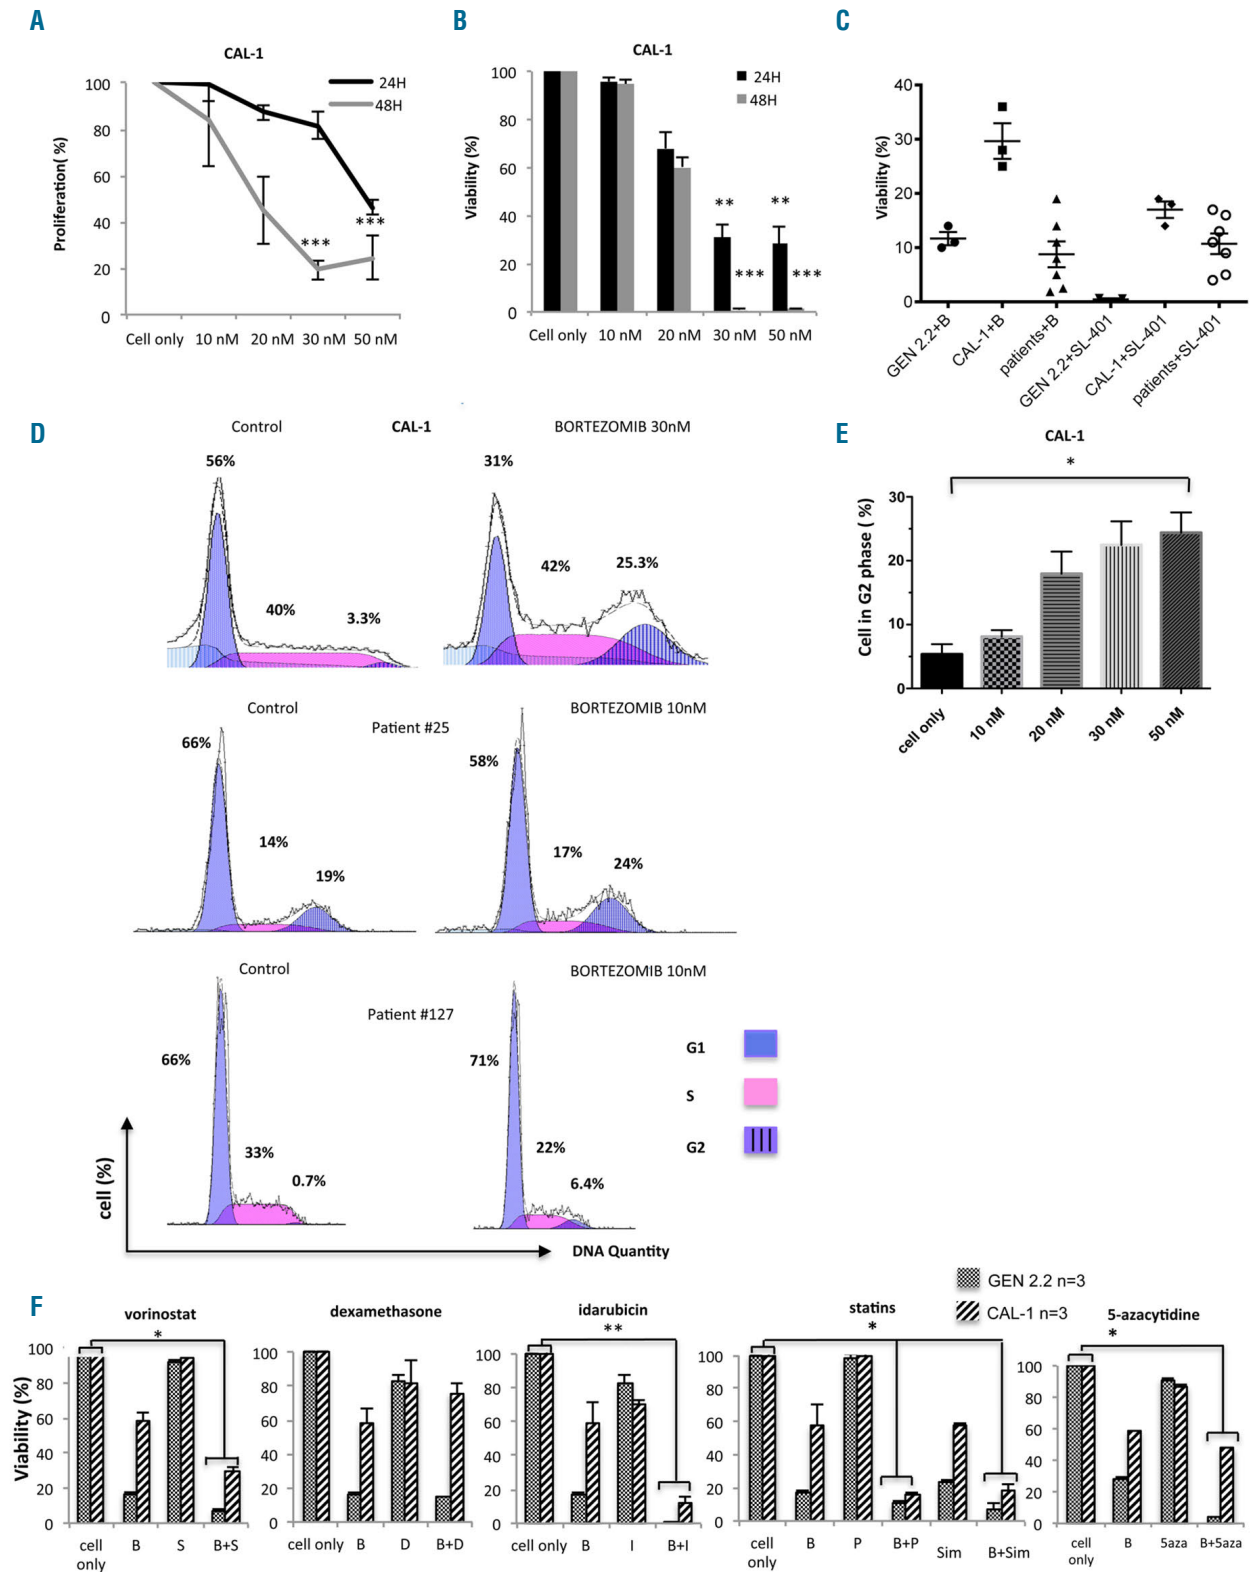 A
CAL-1
100
80
60
40
20
0
Proliferation( %)
24H
48H
***
***
Cell only 10 nM 20 nM 30 nM 50 nM
B
CAL-1
100
80
60
40
20
0
Viability (%)
24H
48H
**
**
***
***
Cell only 10 nM 20 nM 30 nM 50 nM
C
40
30
20
10
0
Viability (%)
GEN 2.2+B
CAL-1+B
patients+B
GEN 2.2+SL-401
CAL-1+SL-401
patients+SL-401
D
Control
CAL-1
BORTEZOMIB 30nM
56%
40%
3.3%
31%
42%
25.3%
Control
Patient #25
BORTEZOMIB 10nM
66%
14%
19%
58%
17%
24%
Control
Patient #127
BORTEZOMIB 10nM
66%
33%
0.7%
71%
22%
6.4%
G1
S
G2
cell (%)
DNA Quantity
E
CAL-1
*
30
20
10
0
Cell in G2 phase ( %)
cell only
10 nM
20 nM
30 nM
50 nM
F
GEN 2.2 n=3
CAL-1 n=3
vorinostat
*
100
80
60
40
20
0
Viability (%)
cell only
B
S
B+S
dexamethasone
100
80
60
40
20
0
cell only B D B+D
idarubicin
**
100
80
60
40
20
0
cell only B I B+I
statins
*
100
80
60
40
20
0
cell only
B
P
B+P
Sim
B+Sim
5-azacytidine
*
100
80
60
40
20
0
cell only
B
5aza
B+5aza